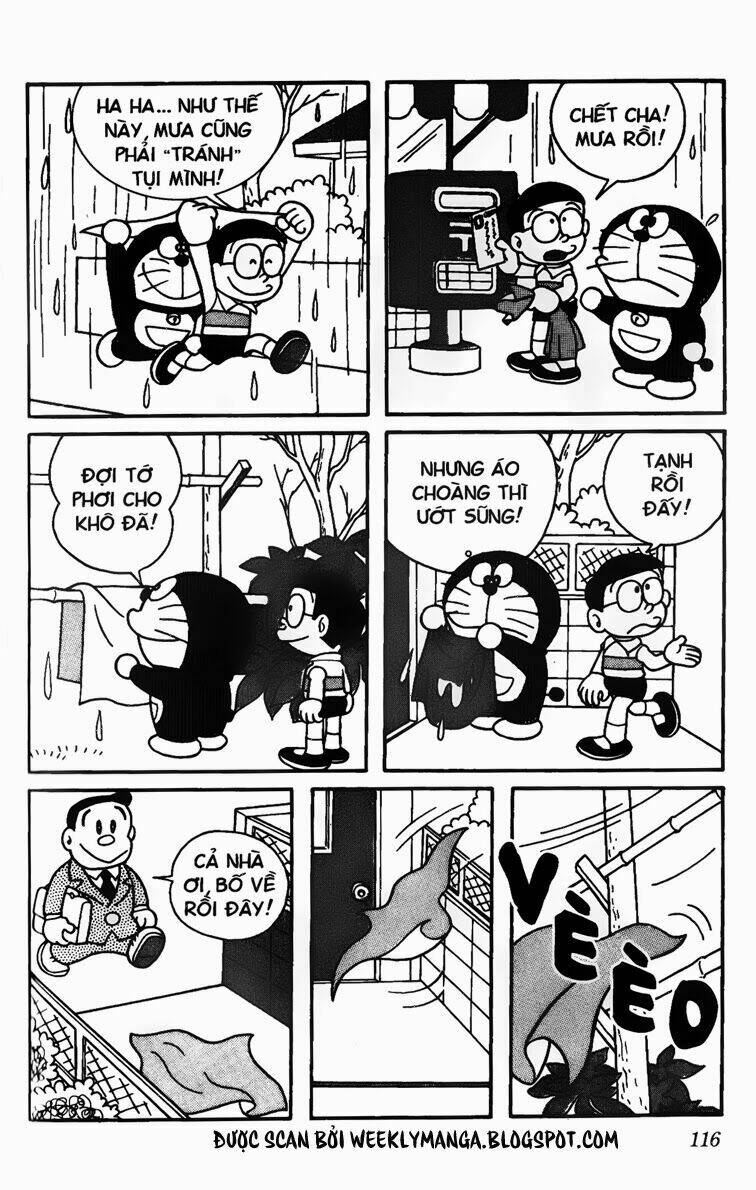 CHẾT CHA!
MƯA RỒI!
HA HA... NHƯ THẾ
NÀY, MƯA CŨNG
PHẢI “TRÁNH”
TỤI MÌNH!
TẠNH
RỒI
ĐẤY!
NHƯNG ÁO
CHOÀNG THÌ
ƯỚT SŨNG!
ĐỢI TỚ
PHƠI CHO
KHÔ ĐÃ!
VÈÈO
CẢ NHÀ
ƠI, BỐ VỀ
RỒI ĐÂY!
ĐƯỢC SCAN BỞI WEEKLYMANGA.BLOGSPOT.COM
116